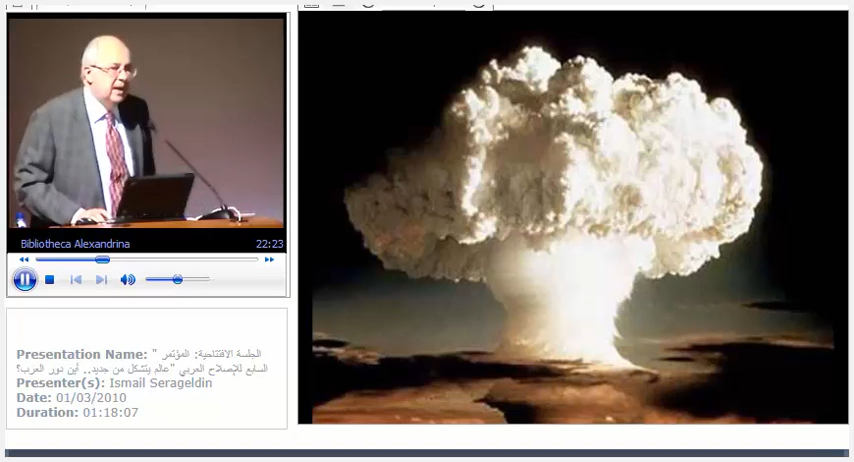 Bibliotheca Alexandrina 22:23
Presentation Name: " الجلسة الافتتاحية: المؤتمر
السابع للإصلاح العربي "عالم يتشكل من جديد.. أين دور العرب؟
Presenter(s): Ismail Serageldin
Date: 01/03/2010
Duration: 01:18:07